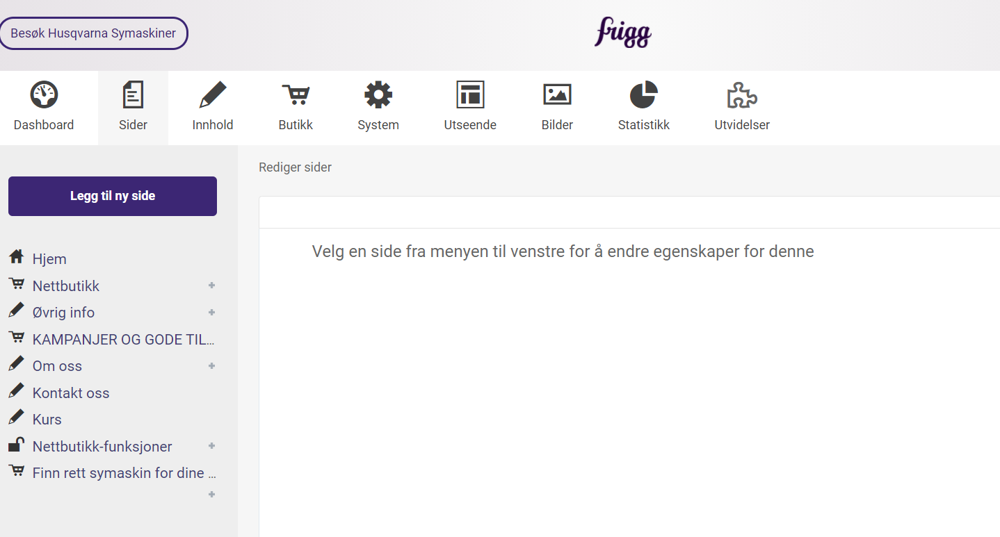 Besøk Husqvarna Symaskiner
frigg
Dashboard
Sider
Innhold
Butikk
System
Utseende
Bilder
Statistikk
Utvidelser
Legg til ny side
Rediger sider
Velg en side fra menyen til venstre for å endre egenskaper for denne
Hjem
Nettbutikk
Øvrig info
KAMPANJER OG GODE TIL...
Om oss
Kontakt oss
Kurs
Nettbutikk-funksjoner
Finn rett symaskin for dine ...